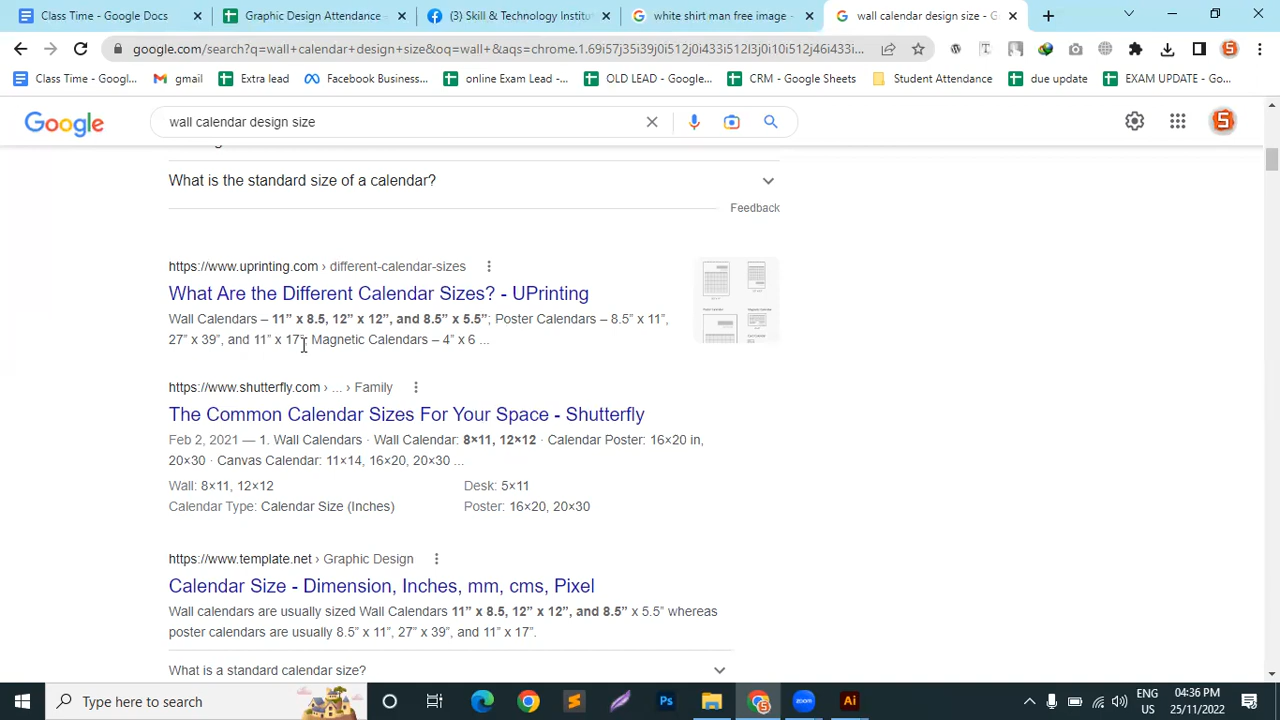 Class Time - Googl
Graphic Design Form
(3) Skill & Technology Institut
white shirt man free image -
wall calendar design size - G
google.com/search?q=wall+calendar+design+size&oq=wall+&aqs=chrome.1.69i57j35i39j0i512j0i433i512l3j0i10i512j46i433i...
Class Time - Googl...
gmail
Extra lead
Facebook Business...
online Exam Lead -...
OLD LEAD - Google...
CRM - Google Sheets
Student Attendance
due update
EXAM UPDATE - Go...
Google
wall calendar design size
What is the standard size of a calendar?
Feedback
https://www.uprinting.com › different-calendar-sizes
What Are the Different Calendar Sizes? - UPrinting
Wall Calendars – 11” x 8.5, 12” x 12”, and 8.5”, x 5.5” Poster Calendars – 8.5” x 11”,
27” x 39”, and 11” x 17”. Magnetic Calendars – 4” x 6 ...
https://www.shutterfly.com › ... › Family
The Common Calendar Sizes For Your Space - Shutterfly
Feb 2, 2021 — 1. Wall Calendars · Wall Calendar: 8×11, 12×12 · Calendar Poster: 16×20 in,
20×30 · Canvas Calendar: 11×14, 16×20, 20×30 ...
Wall: 8×11, 12×12
Desk: 5×11
Calendar Type: Calendar Size (Inches)
Poster: 16×20, 20×30
https://www.template.net › Graphic Design
Calendar Size - Dimension, Inches, mm, cms, Pixel
Wall calendars are usually sized Wall Calendars 11” x 8.5, 12” x 12”, and 8.5” x 5.5” whereas
poster calendars are usually 8.5” x 11”, 27” x 39”, and 11” x 17”.
What is a standard calendar size?
Type here to search
Ps
zoom
Ai
ENG
US
04:36 PM
25/11/2022